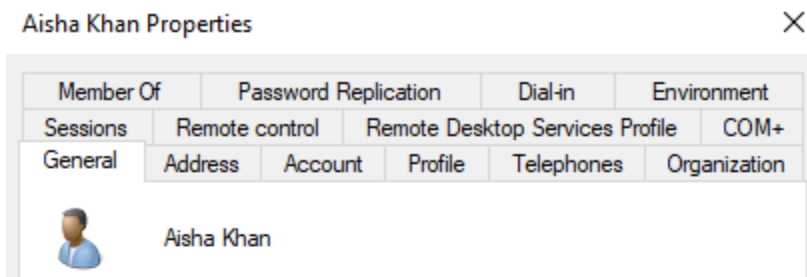 Aisha Khan Properties
Member Of Password Replication Dial-in Environment
Sessions Remote control Remote Desktop Services Profile COM+
General Address Account Profile Telephones Organization
Aisha Khan